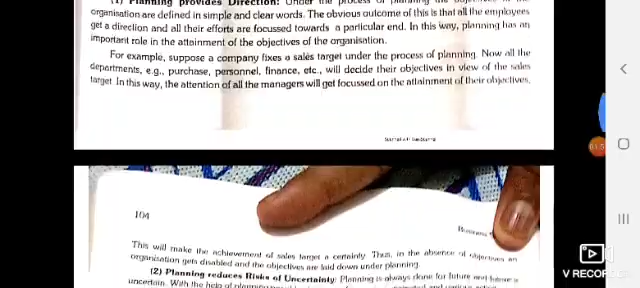 (1) Planning provides Direction: Under the process of planning the objectives of the
organisation are defined in simple and clear words. The obvious outcome of this is that all the employees
get a direction and all their efforts are focussed towards a particular end. In this way, planning has an
important role in the attainment of the objectives of the organisation.
For example, suppose a company fixes a sales target under the process of planning. Now all the
departments, e.g., purchase, personnel, finance, etc., will decide their objectives in view of the sales
target. In this way, the attention of all the managers will get focussed on the attainment of their objectives.
104
Business
This will make the achievement of sales target a certainty. Thus, in the absence of objectives an
organisation gets disabled and the objectives are laid down under planning.
(2) Planning reduces Risks of Uncertainty: Planning is always done for future and future is
uncertain. With the help of planning
V RECORDER